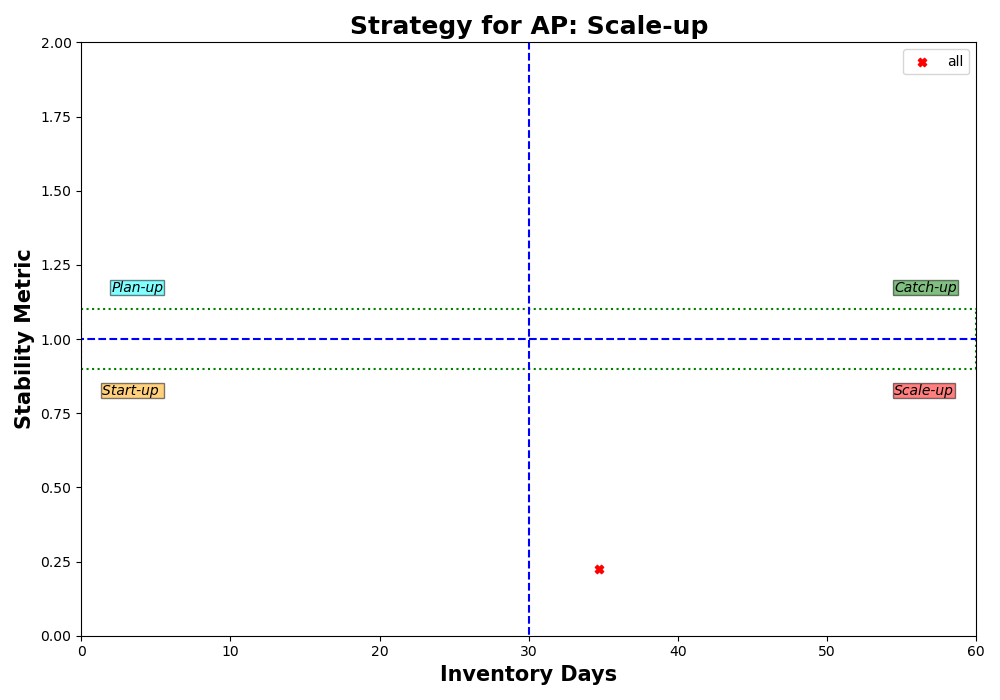 Strategy for AP: Scale-up
all
2.00
1.75
1.50
1.25
1.00
0.75
0.50
0.25
0.00
Stability Metric
Plan-up
Catch-up
Start-up
Scale-up
0 10 20 30 40 50 60
Inventory Days